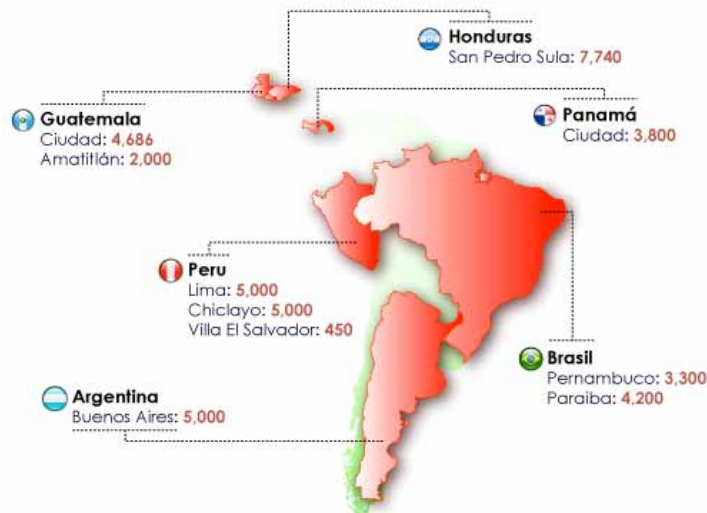 Honduras
San Pedro Sula: 7,740
Guatemala
Ciudad: 4,686
Amatitlán: 2,000
Panamá
Ciudad: 3,800
Peru
Lima: 5,000
Chiclayo: 5,000
Villa El Salvador: 450
Brasil
Pernambuco: 3,300
Paraiba: 4,200
Argentina
Buenos Aires: 5,000